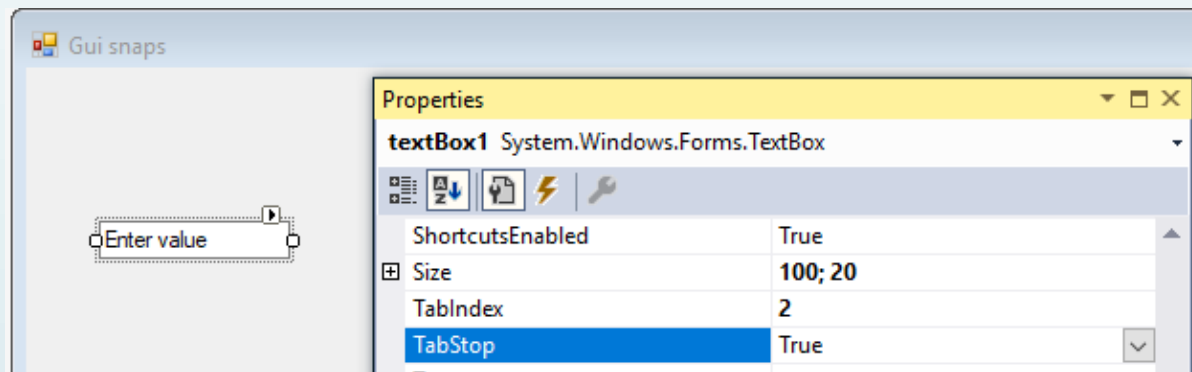 Gui snaps
Properties
textBox1 System.Windows.Forms.TextBox
Enter value
ShortcutsEnabled True
Size 100; 20
TabIndex 2
TabStop True